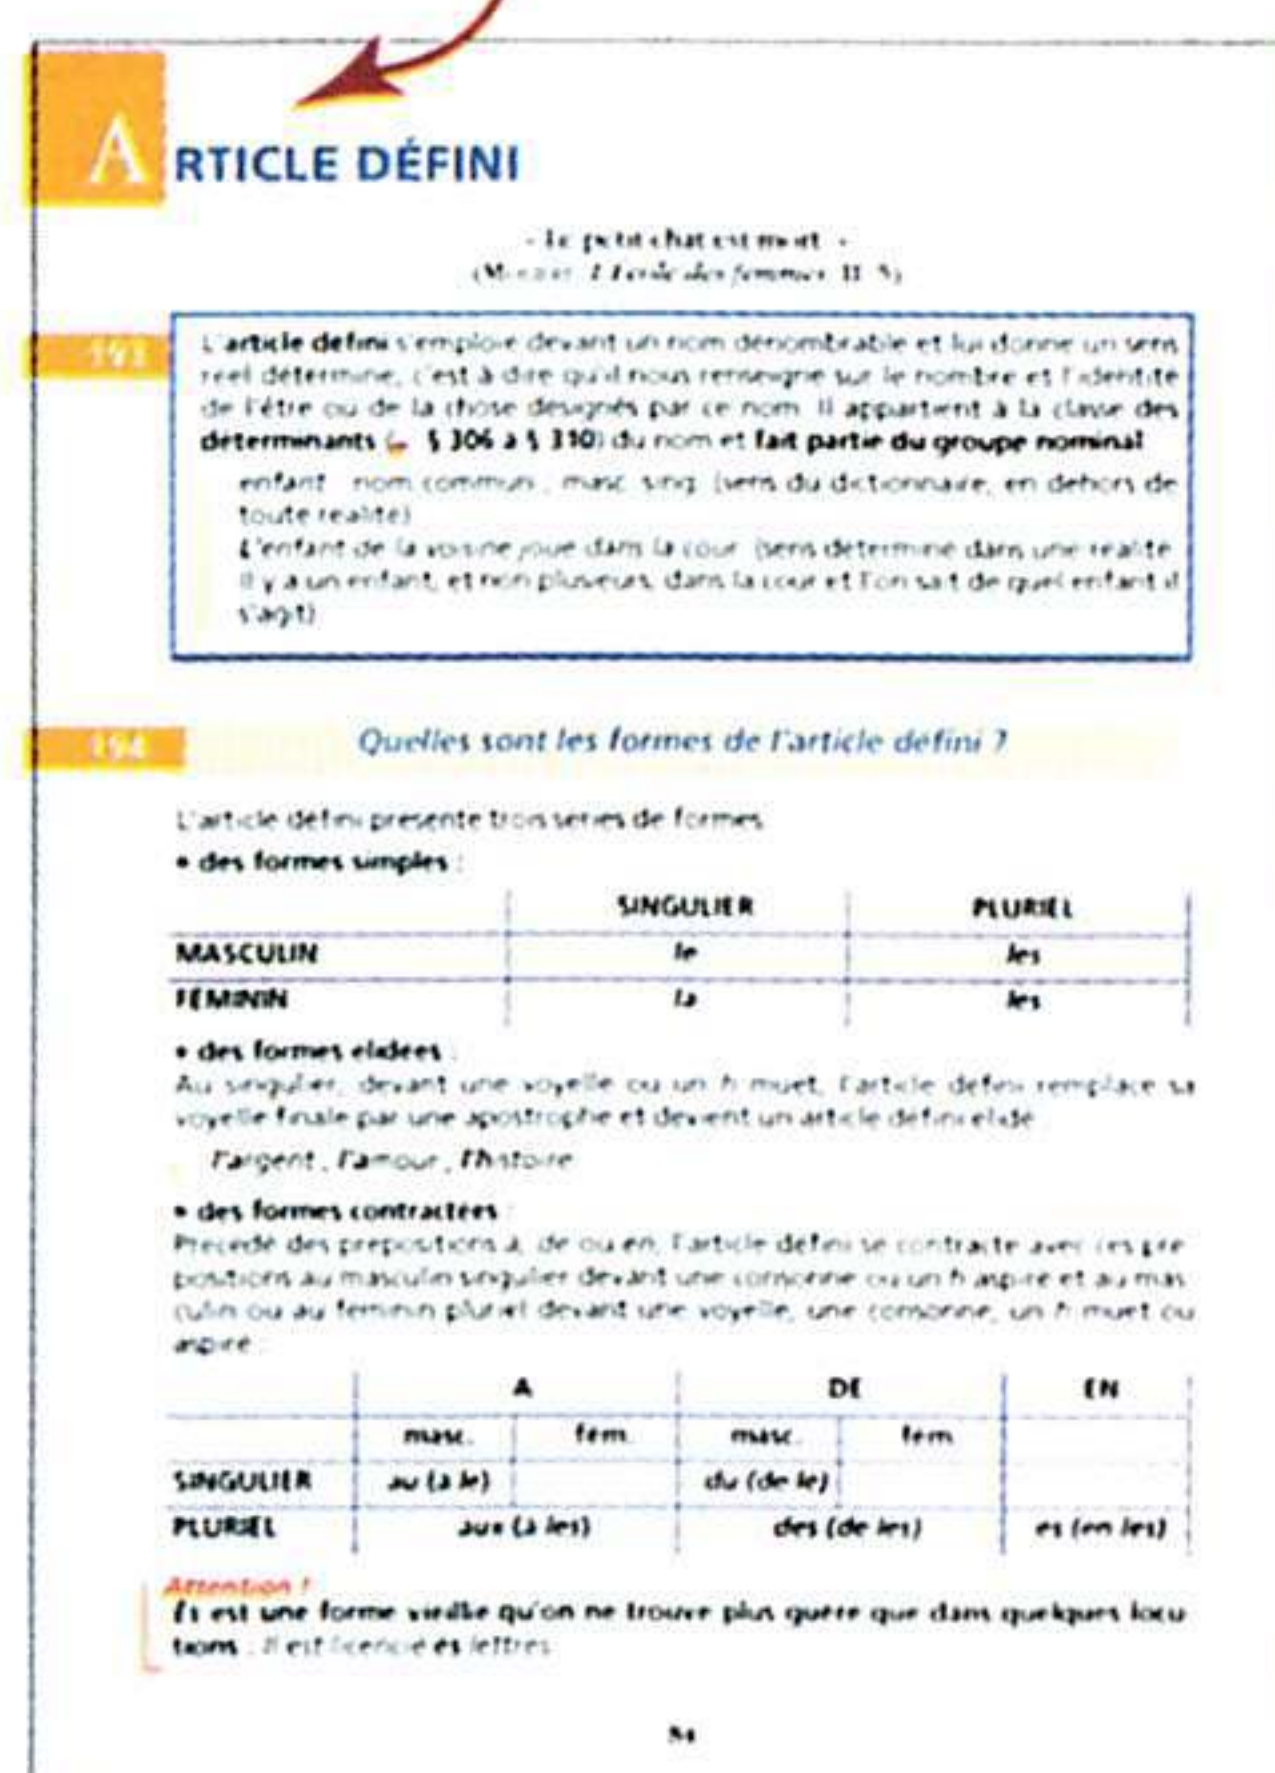 ARTICLE DÉFINI
- Le petit chat est mort -
(Molière, L'École des femmes, II, 5)
193
L'article défini s'emploie devant un nom dénombrable et lui donne un sens
réel déterminé, c'est à dire qu'il nous renseigne sur le nombre et l'identité
de l'être ou de la chose désignés par ce nom. Il appartient à la classe des
déterminants (§ 306 à § 310) du nom et fait partie du groupe nominal
enfant : nom commun, masc. sing. (sens du dictionnaire, en dehors de
toute réalité)
L'enfant de la voisine joue dans la cour. (sens déterminé dans une réalité :
il y a un enfant, et non plusieurs, dans la cour et l'on sait de quel enfant il
s'agit)
194
Quelles sont les formes de l'article défini ?
L'article défini présente trois séries de formes
• des formes simples :
SINGULIER PLURIEL
MASCULIN le les
FÉMININ la les
• des formes élidées :
Au singulier, devant une voyelle ou un h muet, l'article défini remplace sa
voyelle finale par une apostrophe et devient un article défini élidé
l'argent, l'amour, l'histoire
• des formes contractées :
Précédé des prépositions à, de ou en, l'article défini se contracte avec ces pré
positions au masculin singulier devant une consonne ou un h aspiré et au mas
culin ou au féminin pluriel devant une voyelle, une consonne, un h muet ou
aspiré :
A DE EN
masc. fém. masc. fém.
SINGULIER au (à le) du (de le)
PLURIEL aux (à les) des (de les) ès (en les)
Attention !
Ès est une forme vieillie qu'on ne trouve plus guère que dans quelques locu
tions : Il est licencié ès lettres
84